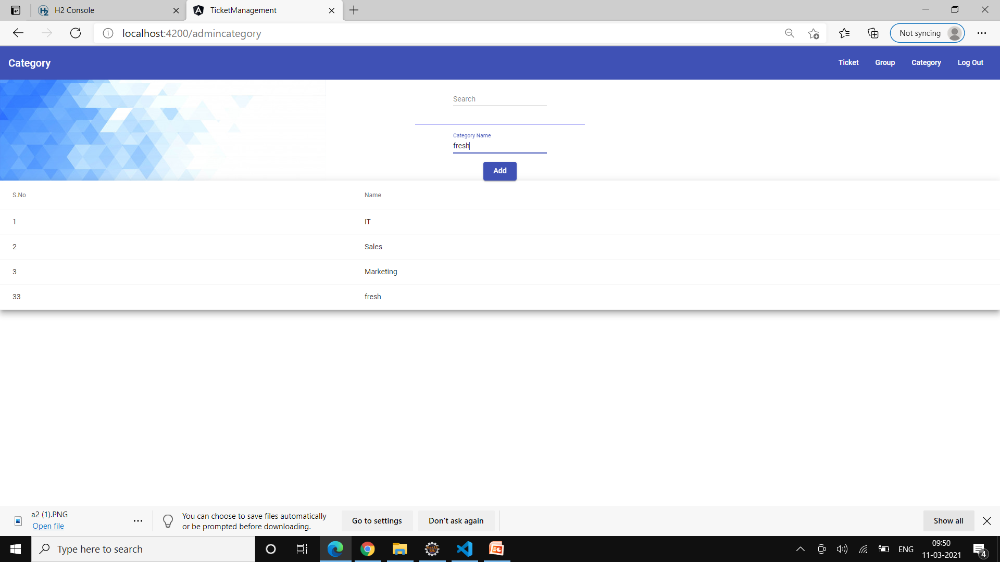 H2 Console
TicketManagement
localhost:4200/admincategory
Not syncing
Category
Ticket
Group
Category
Log Out
Search
Category Name
fresh
Add
S.No
Name
1
IT
2
Sales
3
Marketing
33
fresh
a2 (1).PNG
Open file
You can choose to save files automatically
or be prompted before downloading.
Go to settings
Don't ask again
Show all
Type here to search
ENG
09:50
11-03-2021
4